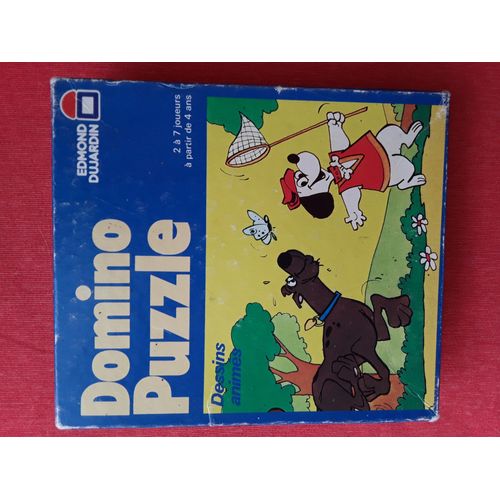 EDMOND
DUJARDIN
2 à 7 joueurs
à partir de 4 ans
Domino
Puzzle
Dessins
animés